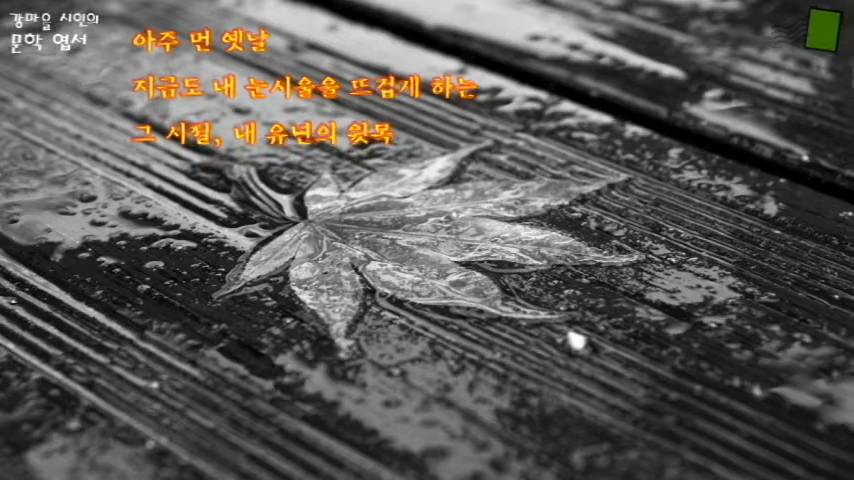 강마을 시인의
문학 엽서
아주 먼 옛날
지금도 내 눈시울을 뜨겁게 하는
그 시절, 내 유년의 윗목